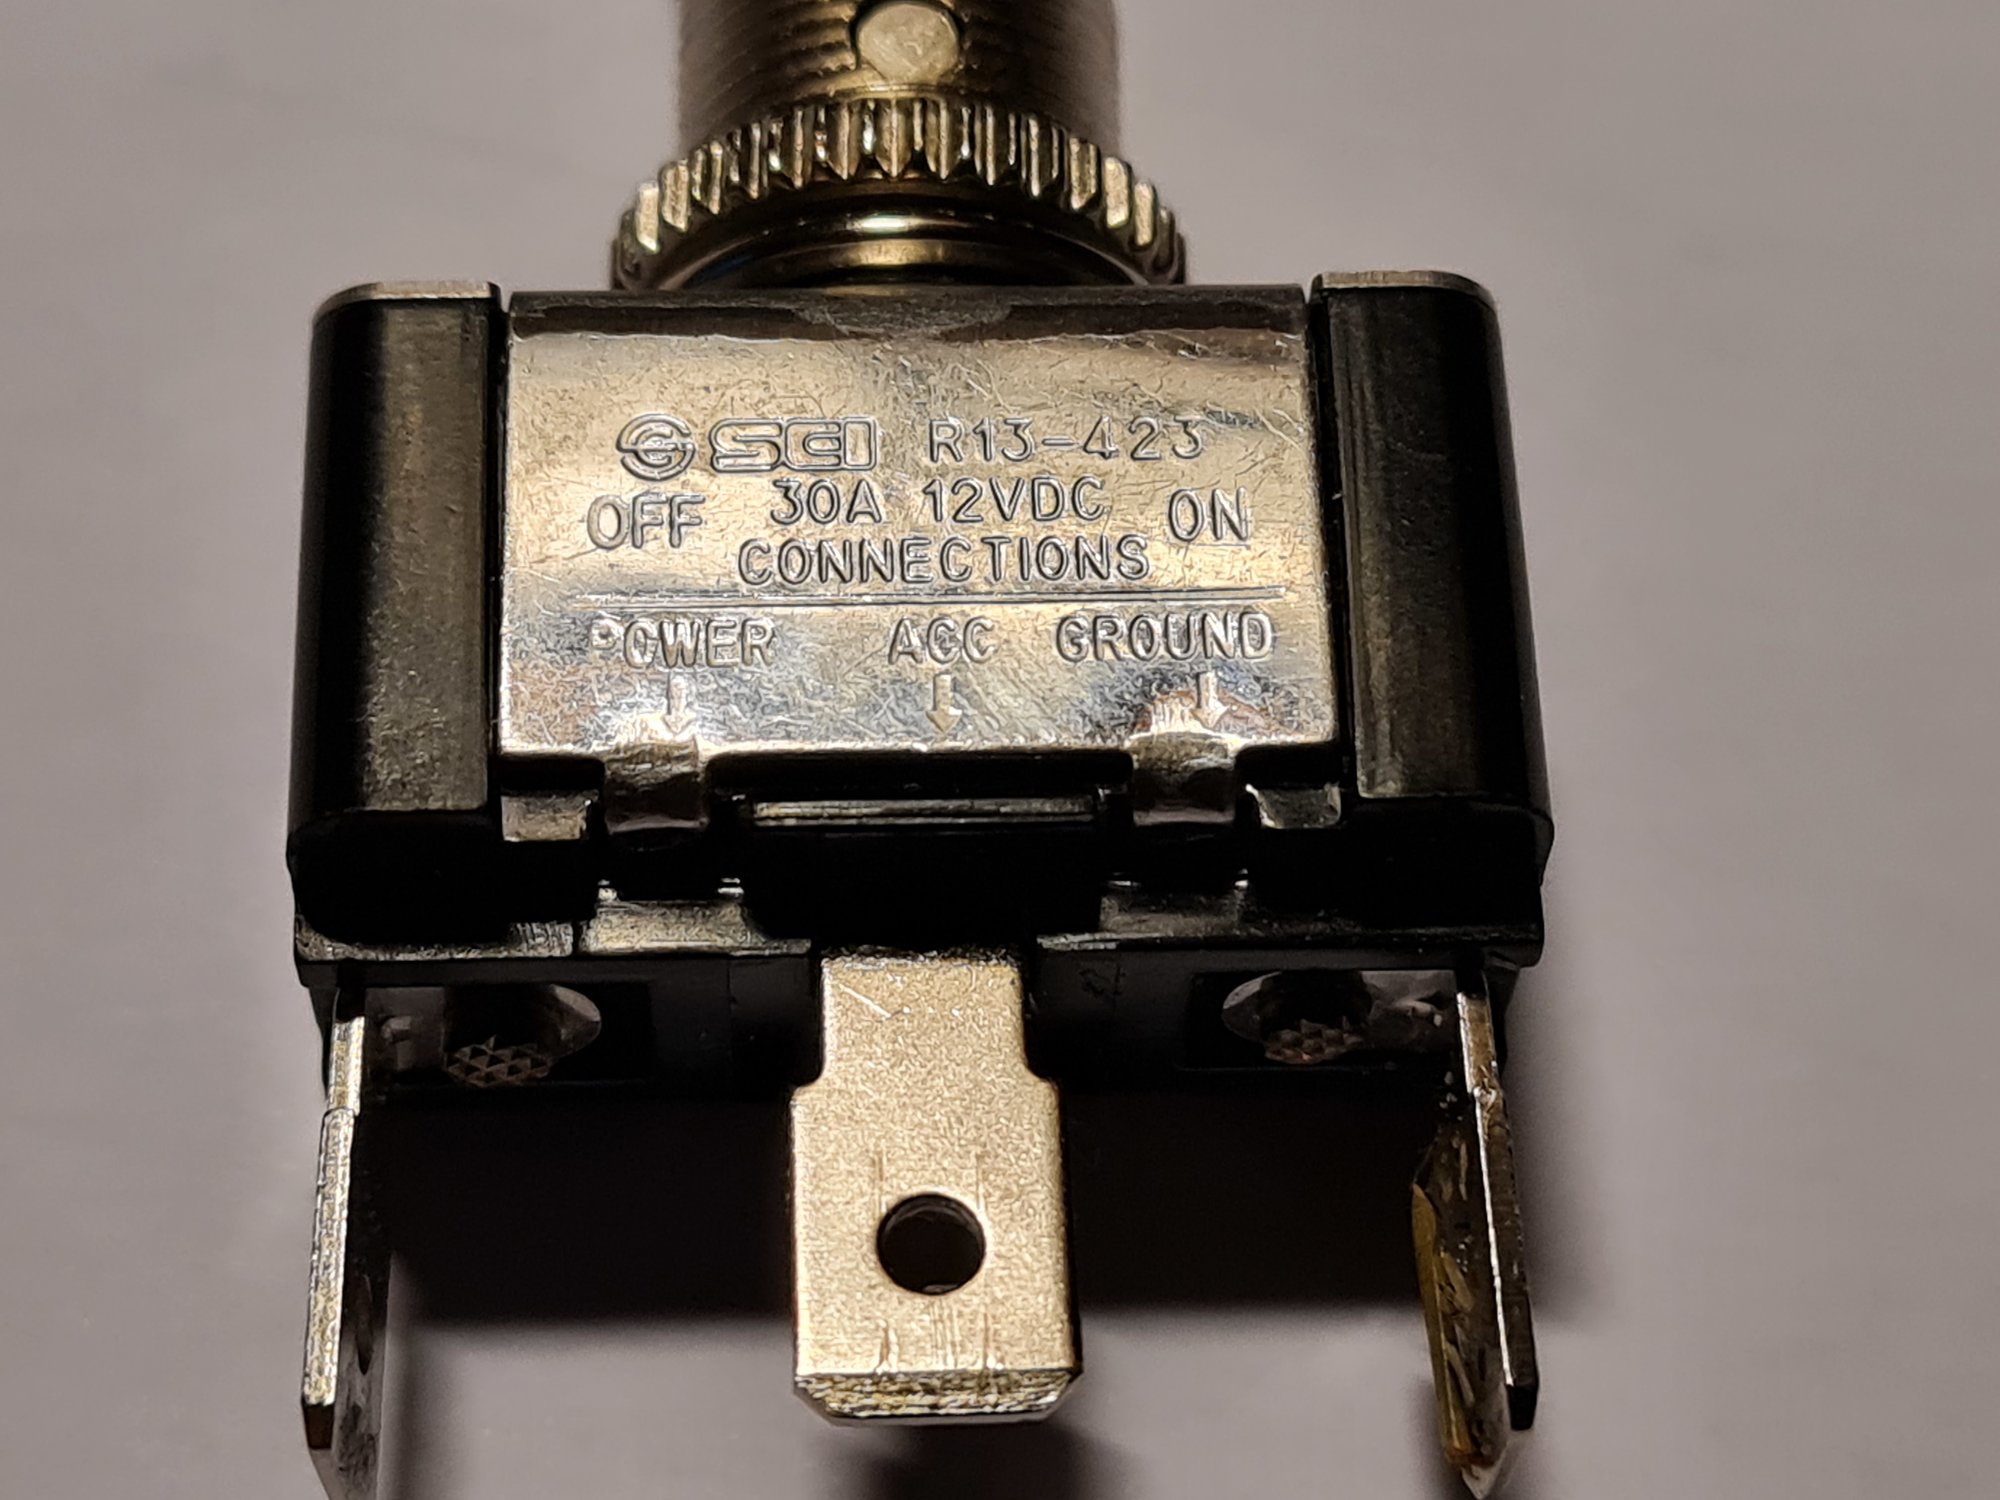 SCI R13-423
OFF 30A 12VDC ON
CONNECTIONS
POWER ACC GROUND